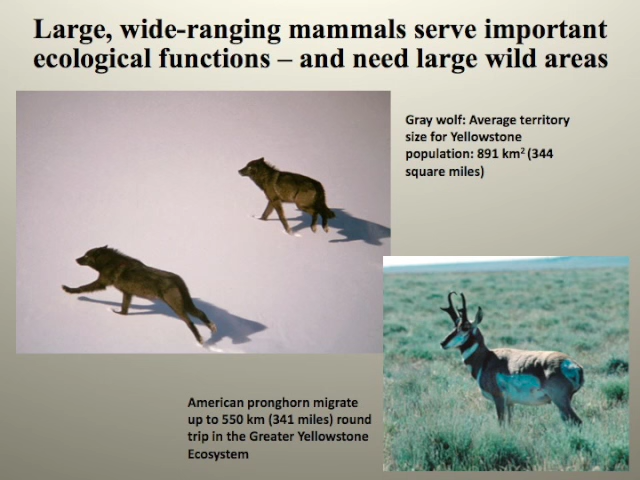 Large, wide-ranging mammals serve important
ecological functions – and need large wild areas
Gray wolf: Average territory
size for Yellowstone
population: 891 km² (344
square miles)
American pronghorn migrate
up to 550 km (341 miles) round
trip in the Greater Yellowstone
Ecosystem